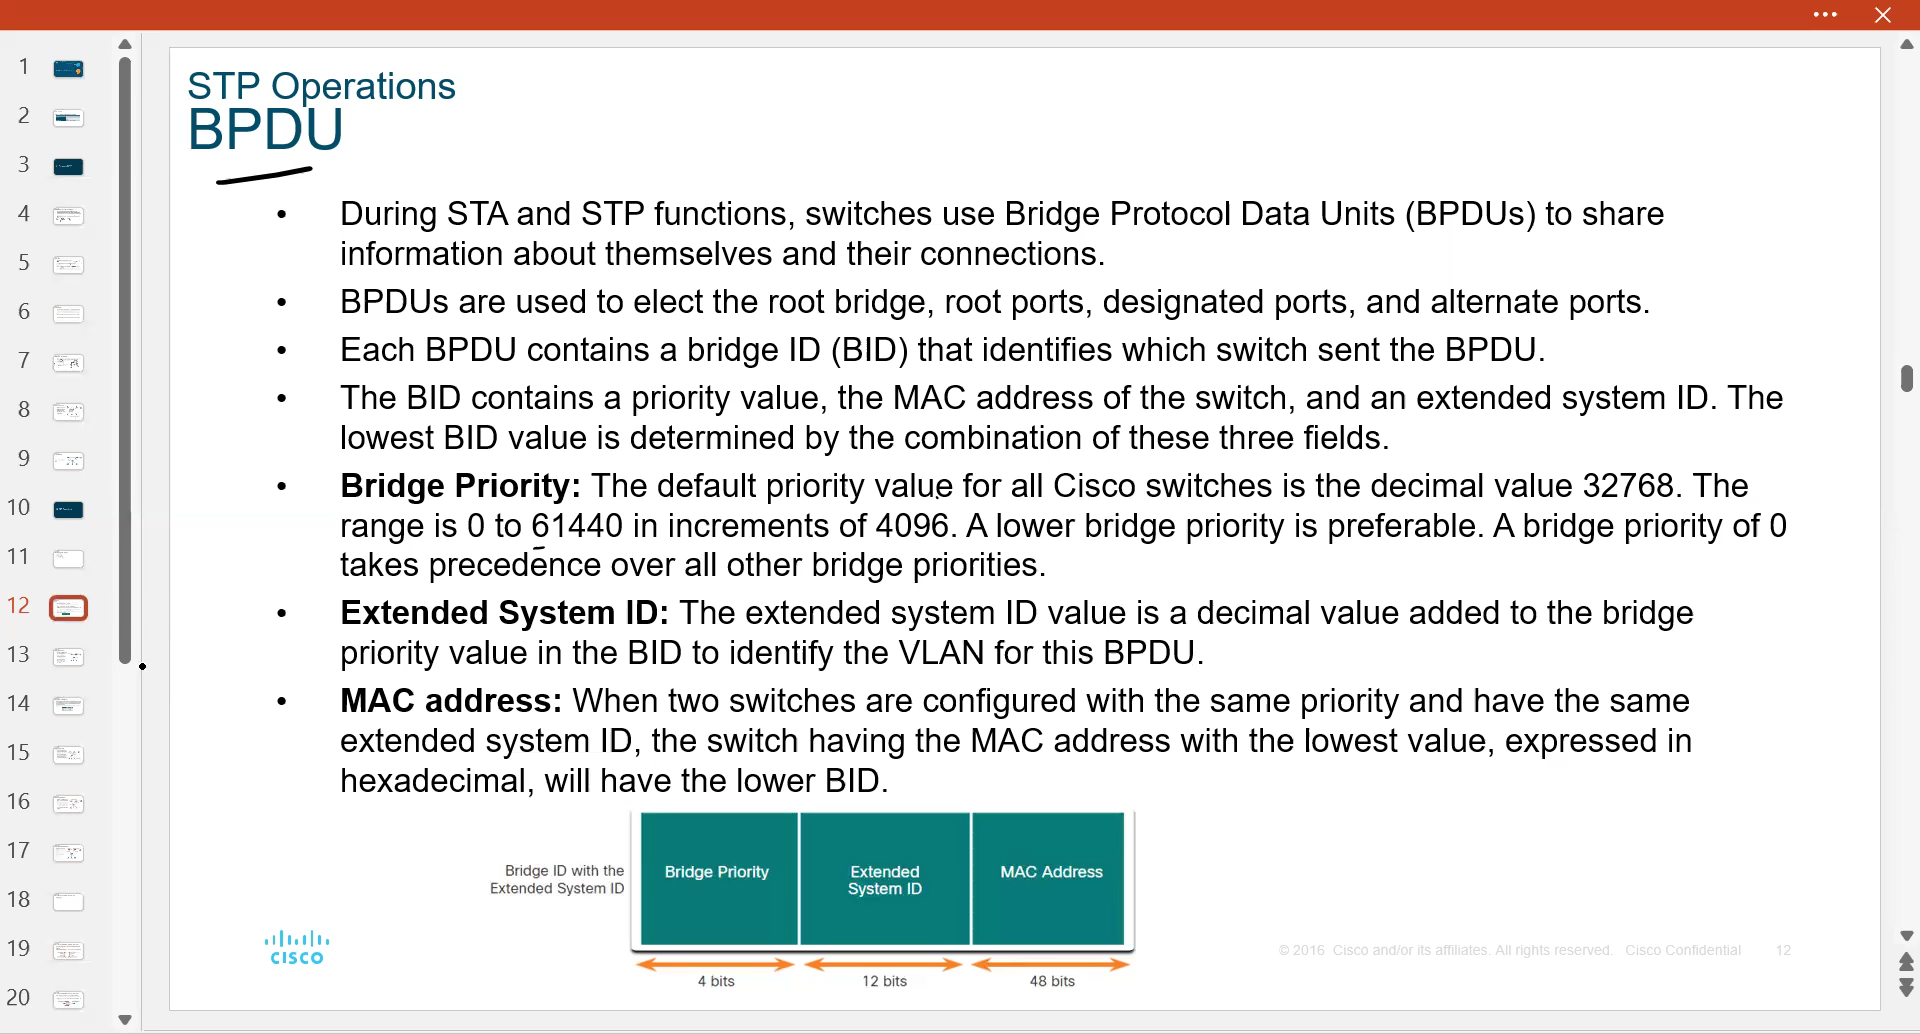 1
2
3
4
5
6
7
8
9
10
11
12
13
14
15
16
17
18
19
20
STP Operations
BPDU
• During STA and STP functions, switches use Bridge Protocol Data Units (BPDUs) to share
information about themselves and their connections.
• BPDUs are used to elect the root bridge, root ports, designated ports, and alternate ports.
• Each BPDU contains a bridge ID (BID) that identifies which switch sent the BPDU.
• The BID contains a priority value, the MAC address of the switch, and an extended system ID. The
lowest BID value is determined by the combination of these three fields.
• Bridge Priority: The default priority value for all Cisco switches is the decimal value 32768. The
range is 0 to 61440 in increments of 4096. A lower bridge priority is preferable. A bridge priority of 0
takes precedence over all other bridge priorities.
• Extended System ID: The extended system ID value is a decimal value added to the bridge
priority value in the BID to identify the VLAN for this BPDU.
• MAC address: When two switches are configured with the same priority and have the same
extended system ID, the switch having the MAC address with the lowest value, expressed in
hexadecimal, will have the lower BID.
Bridge ID with the
Extended System ID
Bridge Priority
Extended
System ID
MAC Address
4 bits
12 bits
48 bits
CISCO
© 2016 Cisco and/or its affiliates. All rights reserved. Cisco Confidential
12